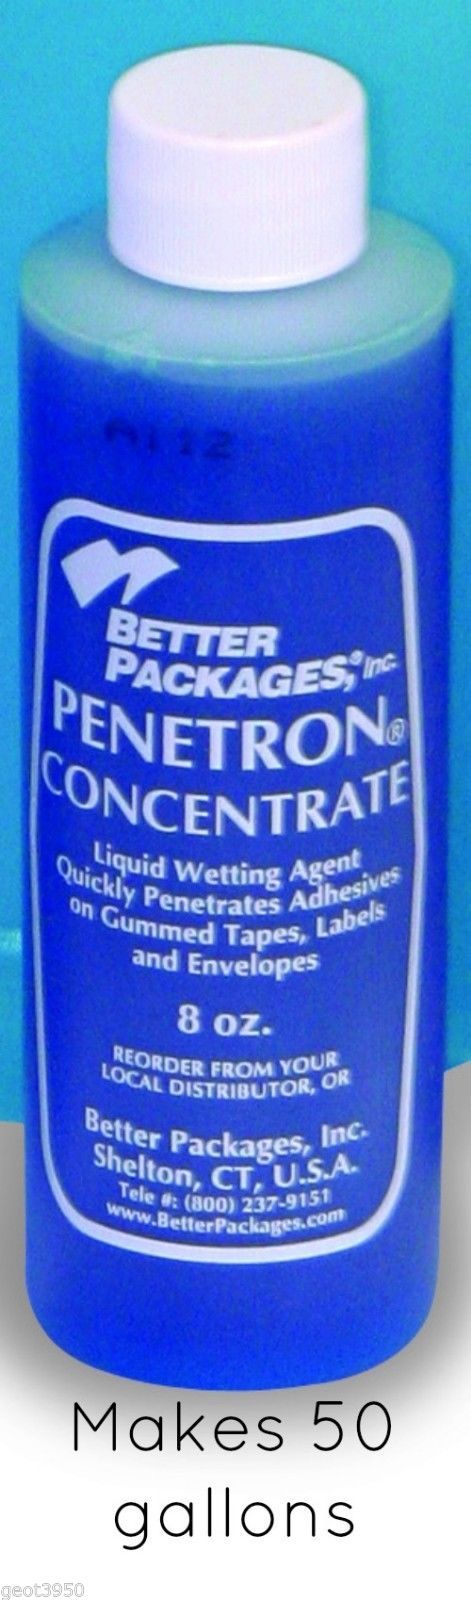 A112
BETTER
PACKAGES,® Inc.
PENETRON®
CONCENTRATE
Liquid Wetting Agent
Quickly Penetrates Adhesives
on Gummed Tapes, Labels
and Envelopes
8 oz.
REORDER FROM YOUR
LOCAL DISTRIBUTOR, OR
Better Packages, Inc.
Shelton, CT, U.S.A.
Tele #: (800) 237-9151
www.BetterPackages.com
Makes 50
gallons
geot3950